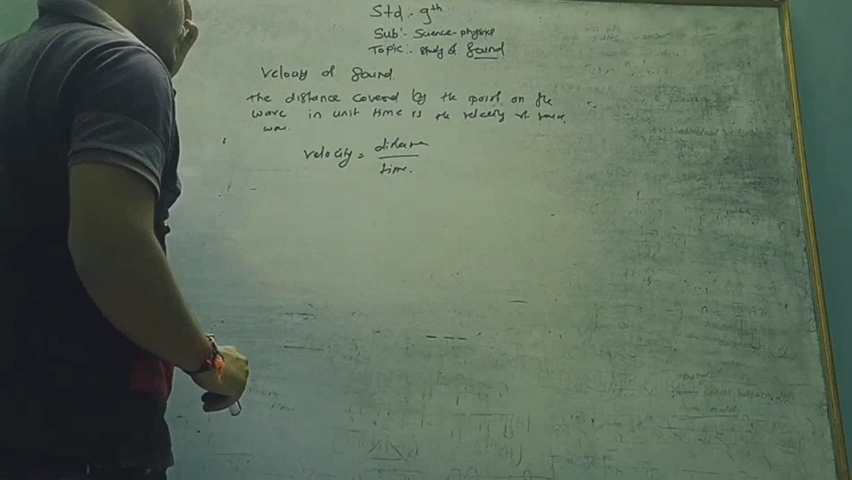 Std :- 9th
Sub :- Science-physics
Topic :- Study of Sound
Velocity of Sound.
The distance covered by the point on the
wave in unit time is the velocity of
wave.
Velocity = distance
time.